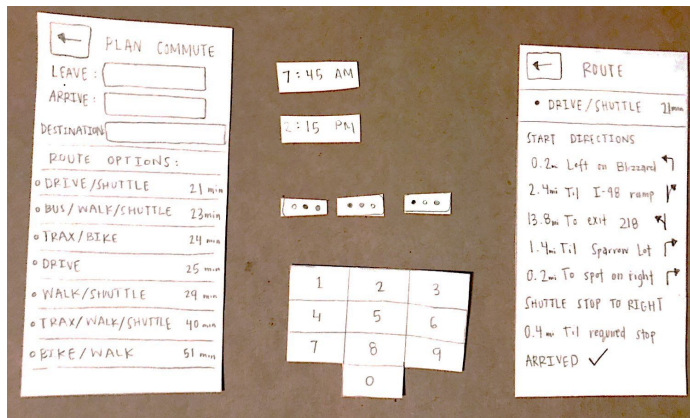 PLAN COMMUTE
LEAVE:
ARRIVE:
DESTINATION:
ROUTE OPTIONS:
DRIVE/SHUTTLE 21 min
BUS/WALK/SHUTTLE 23min
TRAX/BIKE 24 min
DRIVE 25 min
WALK/SHUTTLE 29 min
TRAX/WALK/SHUTTLE 40 min
BIKE/WALK 51 min
7:45 AM
2:15 PM
1 2 3
4 5 6
7 8 9
0
ROUTE
DRIVE/SHUTTLE 21min
START DIRECTIONS
0.2mi Left on Blizzard
2.4mi Til I-98 ramp
13.8mi To exit 218
1.4mi Til Sparrow Lot
0.2mi To spot on right
SHUTTLE STOP TO RIGHT
0.4mi Til required stop
ARRIVED